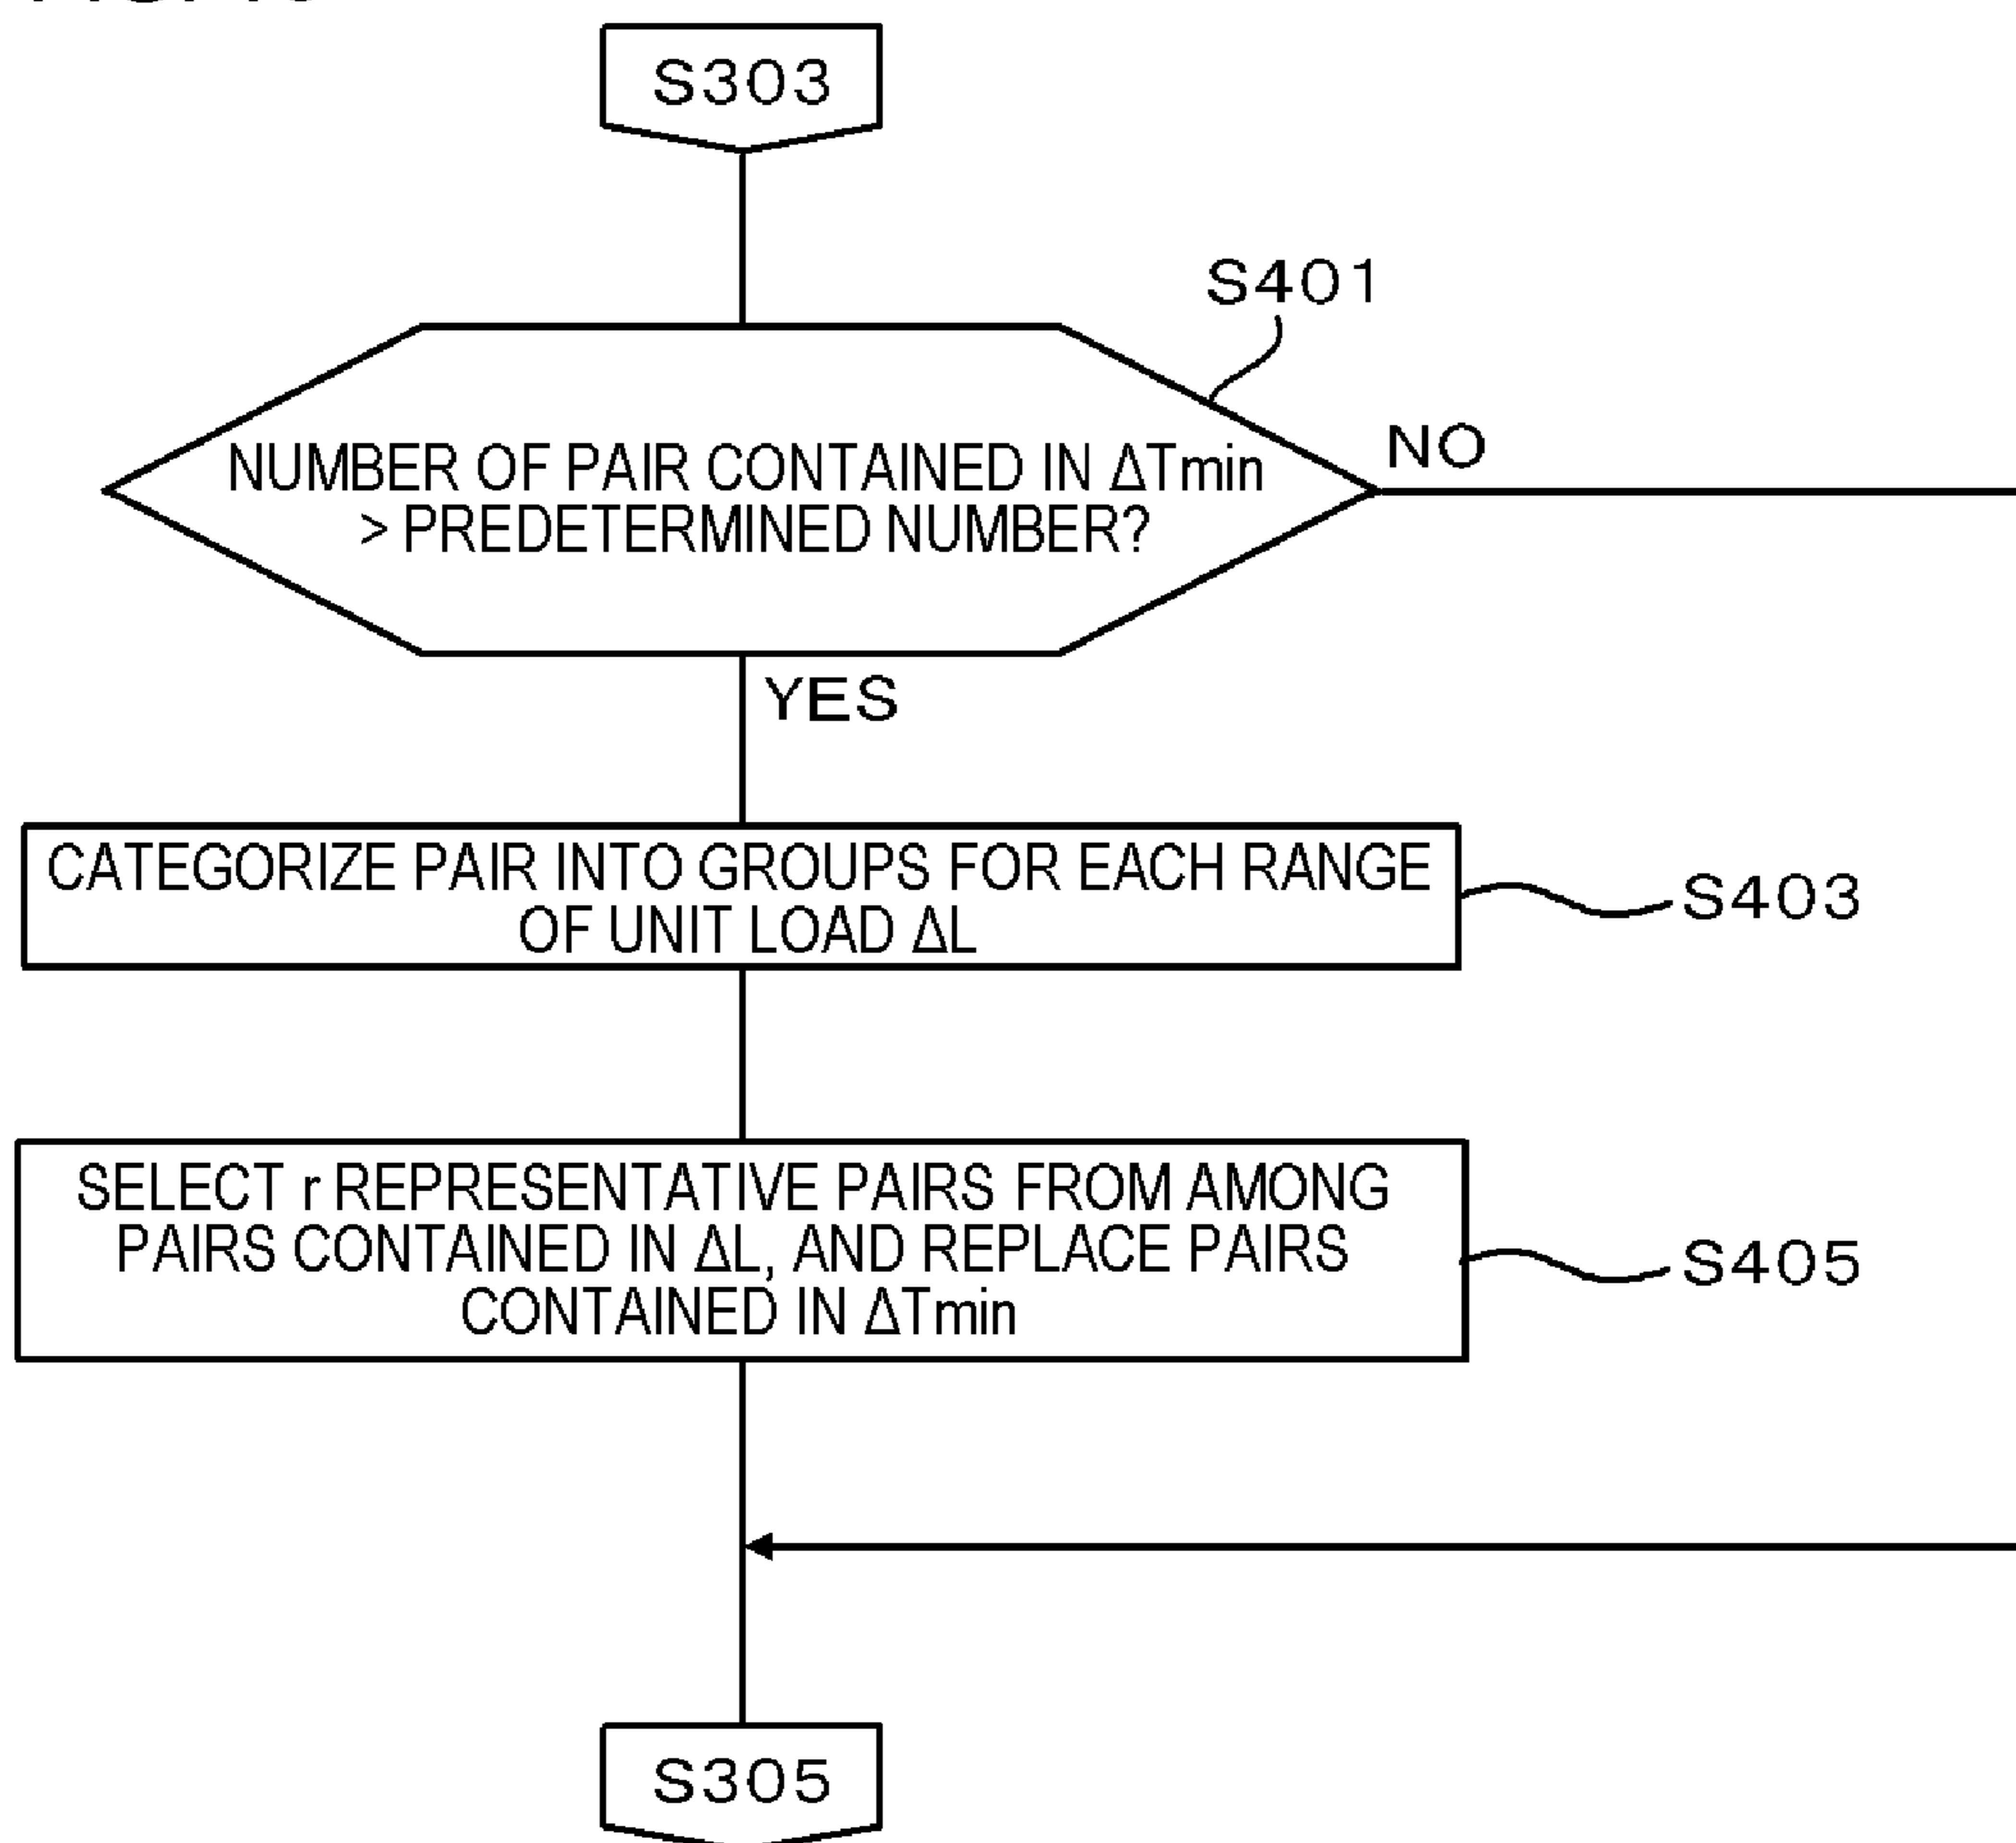 S303
S401
NUMBER OF PAIR CONTAINED IN ΔTmin
> PREDETERMINED NUMBER?
NO
YES
CATEGORIZE PAIR INTO GROUPS FOR EACH RANGE
OF UNIT LOAD ΔL
S403
SELECT r REPRESENTATIVE PAIRS FROM AMONG
PAIRS CONTAINED IN ΔL, AND REPLACE PAIRS
CONTAINED IN ΔTmin
S405
S305